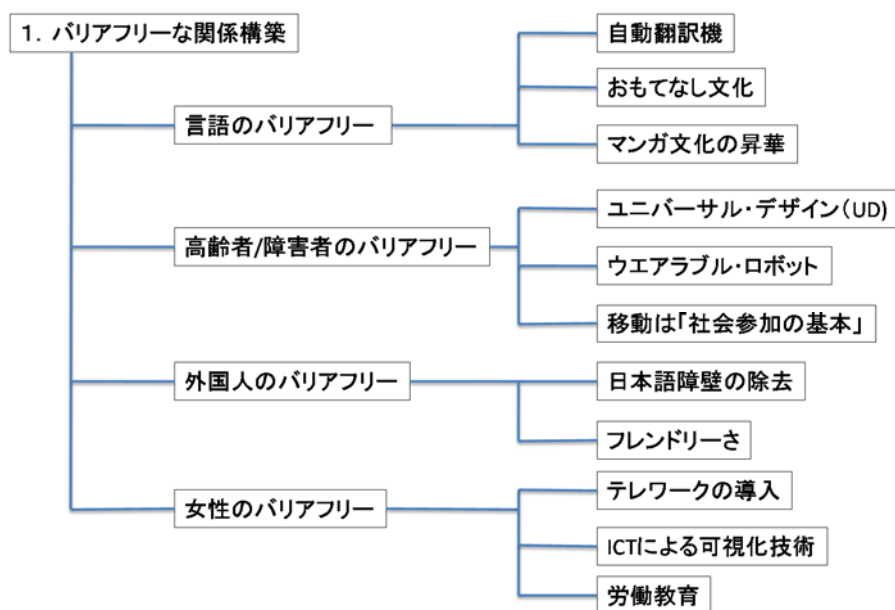 1. バリアフリーな関係構築
言語のバリアフリー
自動翻訳機
おもてなし文化
マンガ文化の昇華
高齢者/障害者のバリアフリー
ユニバーサル・デザイン(UD)
ウエアラブル・ロボット
移動は「社会参加の基本」
外国人のバリアフリー
日本語障壁の除去
フレンドリーさ
女性のバリアフリー
テレワークの導入
ICTによる可視化技術
労働教育